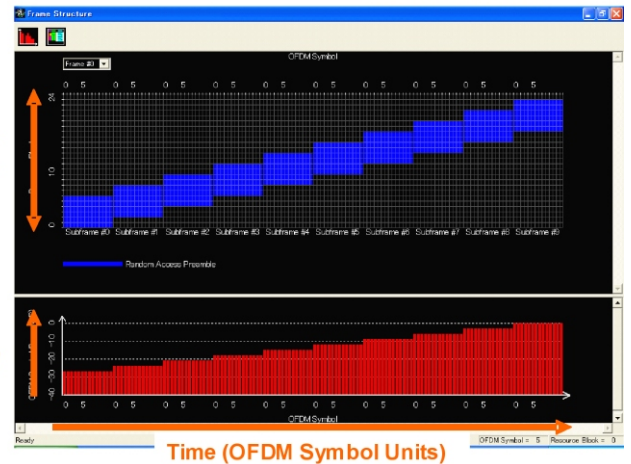 Frame Structure
OFDM Symbol
Frame #0
0 5 0 5 0 5 0 5 0 5 0 5 0 5 0 5 0 5 0 5
24
10
0
Subframe #0 Subframe #1 Subframe #2 Subframe #3 Subframe #4 Subframe #5 Subframe #6 Subframe #7 Subframe #8 Subframe #9
Random Access Preamble
0
-10
-20
-30
-40
0 5 0 5 0 5 0 5 0 5 0 5 0 5 0 5 0 5 0 5
OFDM Symbol
Ready
OFDM Symbol = 5 Resource Block = 0
Time (OFDM Symbol Units)